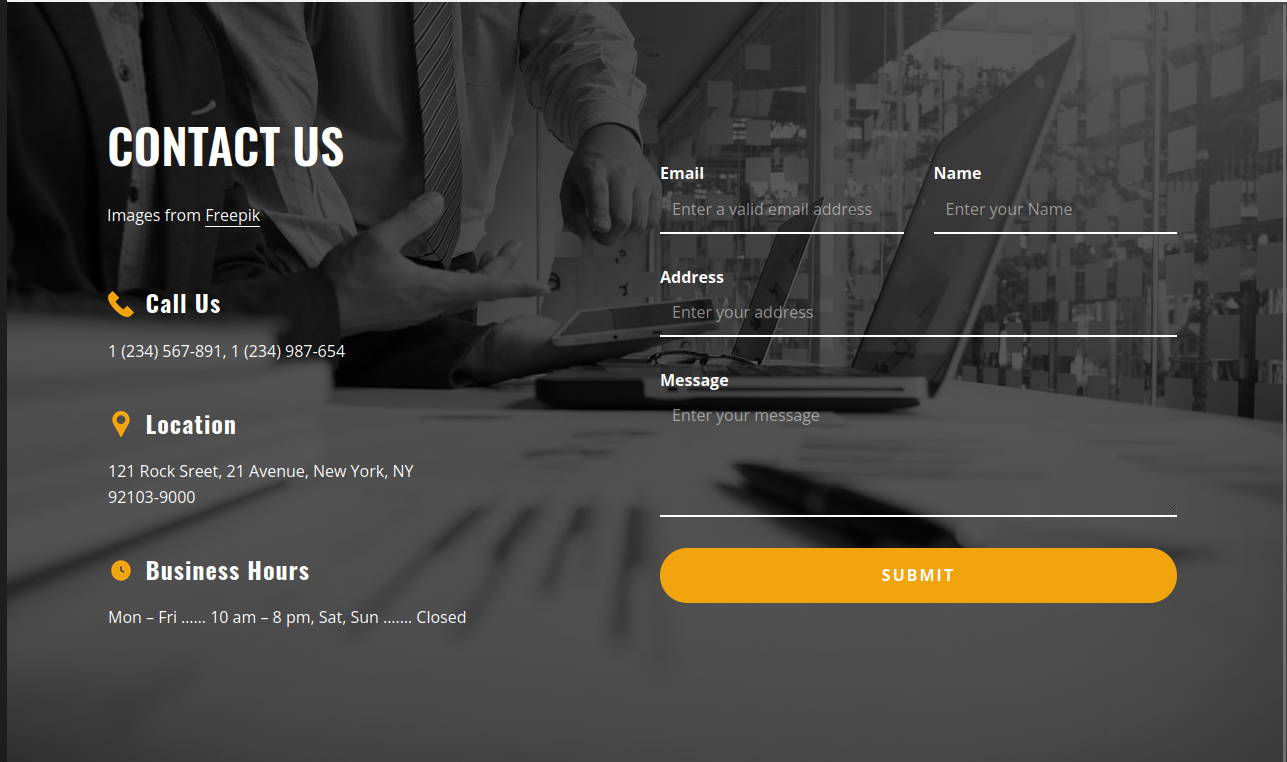 CONTACT US
Images from Freepik
Call Us
1 (234) 567-891, 1 (234) 987-654
Location
121 Rock Sreet, 21 Avenue, New York, NY
92103-9000
Business Hours
Mon – Fri ...... 10 am – 8 pm, Sat, Sun ....... Closed
Email
Enter a valid email address
Name
Enter your Name
Address
Enter your address
Message
Enter your message
SUBMIT